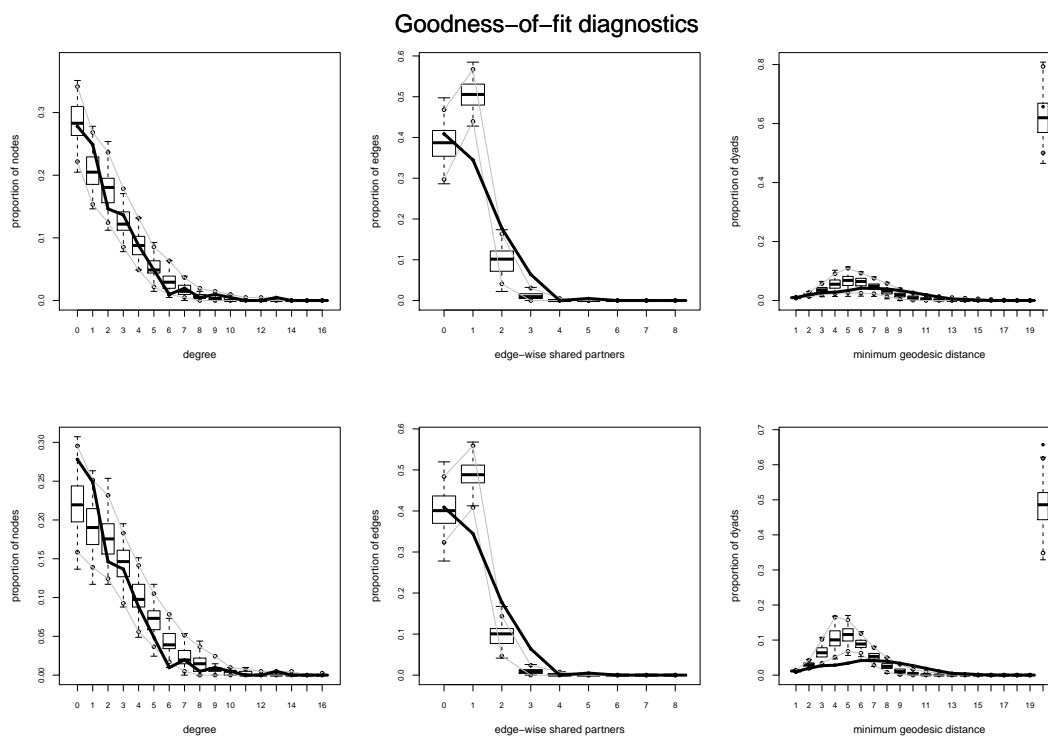 Goodness−of−fit diagnostics
0.0 0.1 0.2 0.3
proportion of nodes
0 1 2 3 4 5 6 7 8 9 10 12 14 16
degree
0.0 0.1 0.2 0.3 0.4 0.5 0.6
proportion of edges
0 1 2 3 4 5 6 7 8
edge−wise shared partners
0.0 0.2 0.4 0.6 0.8
proportion of dyads
1 2 3 4 5 6 7 8 9 11 13 15 17 19
minimum geodesic distance
0.00 0.05 0.10 0.15 0.20 0.25 0.30
proportion of nodes
0 1 2 3 4 5 6 7 8 9 10 12 14 16
degree
0.0 0.1 0.2 0.3 0.4 0.5 0.6
proportion of edges
0 1 2 3 4 5 6 7 8
edge−wise shared partners
0.0 0.1 0.2 0.3 0.4 0.5 0.6 0.7
proportion of dyads
1 2 3 4 5 6 7 8 9 11 13 15 17 19
minimum geodesic distance